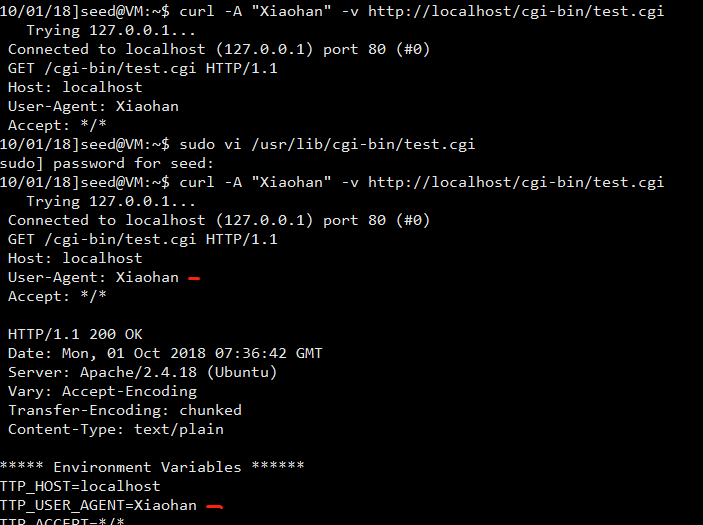 10/01/18]seed@VM:~$ curl -A "Xiaohan" -v http://localhost/cgi-bin/test.cgi
Trying 127.0.0.1...
Connected to localhost (127.0.0.1) port 80 (#0)
GET /cgi-bin/test.cgi HTTP/1.1
Host: localhost
User-Agent: Xiaohan
Accept: */*
10/01/18]seed@VM:~$ sudo vi /usr/lib/cgi-bin/test.cgi
sudo] password for seed:
10/01/18]seed@VM:~$ curl -A "Xiaohan" -v http://localhost/cgi-bin/test.cgi
Trying 127.0.0.1...
Connected to localhost (127.0.0.1) port 80 (#0)
GET /cgi-bin/test.cgi HTTP/1.1
Host: localhost
User-Agent: Xiaohan
Accept: */*
HTTP/1.1 200 OK
Date: Mon, 01 Oct 2018 07:36:42 GMT
Server: Apache/2.4.18 (Ubuntu)
Vary: Accept-Encoding
Transfer-Encoding: chunked
Content-Type: text/plain
***** Environment Variables ******
TTP_HOST=localhost
TTP_USER_AGENT=Xiaohan
TTP_ACCEPT=*/*